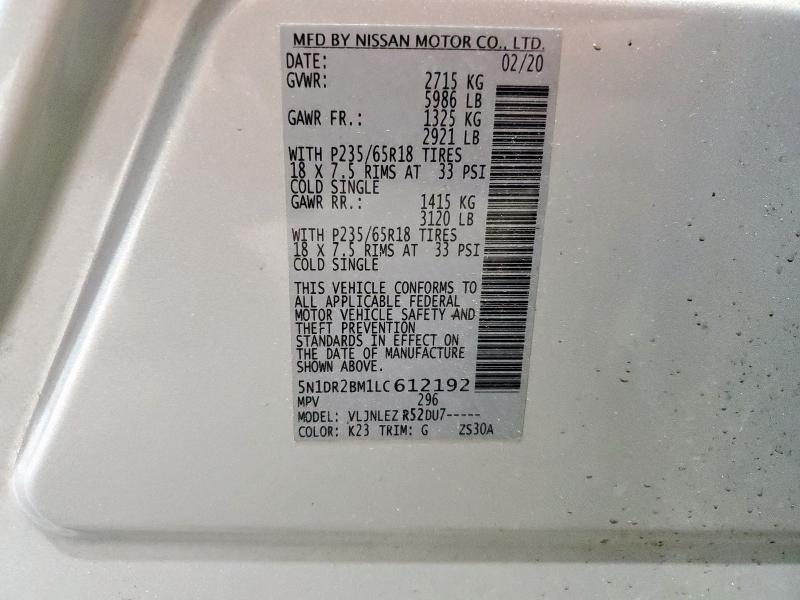 MFD BY NISSAN MOTOR CO., LTD.
DATE: 02/20
GVWR: 2715 KG
5986 LB
GAWR FR.: 1325 KG
2921 LB
WITH P235/65R18 TIRES
18 X 7.5 RIMS AT 33 PSI
COLD SINGLE
GAWR RR.: 1415 KG
3120 LB
WITH P235/65R18 TIRES
18 X 7.5 RIMS AT 33 PSI
COLD SINGLE
THIS VEHICLE CONFORMS TO
ALL APPLICABLE FEDERAL
MOTOR VEHICLE SAFETY AND
THEFT PREVENTION
STANDARDS IN EFFECT ON
THE DATE OF MANUFACTURE
SHOWN ABOVE.
5N1DR2BM1LC612192
MPV 296
MODEL: VLJNLEZ R52DU7-----
COLOR: K23 TRIM: G ZS30A